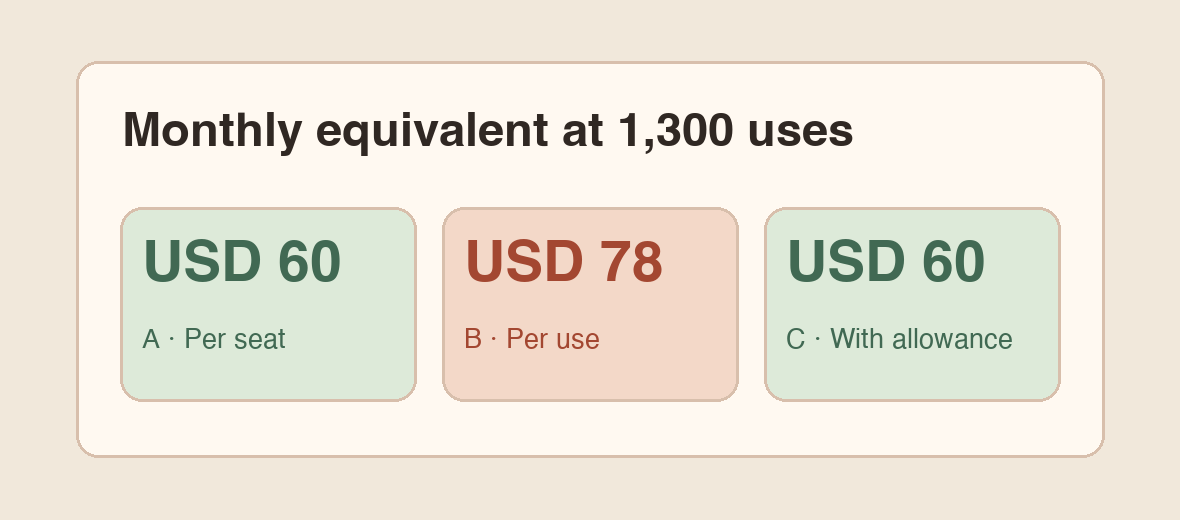 Monthly equivalent at 1,300 uses
USD 60
A · Per seat
USD 78
B · Per use
USD 60
C · With allowance